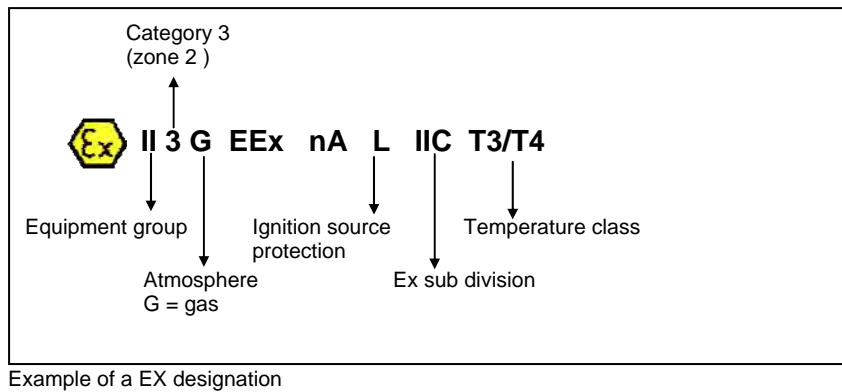 Category 3
(zone 2 )
Ex II 3 G EEx nA L IIC T3/T4
Equipment group
Ignition source
protection
Temperature class
Atmosphere
G = gas
Ex sub division
Example of a EX designation